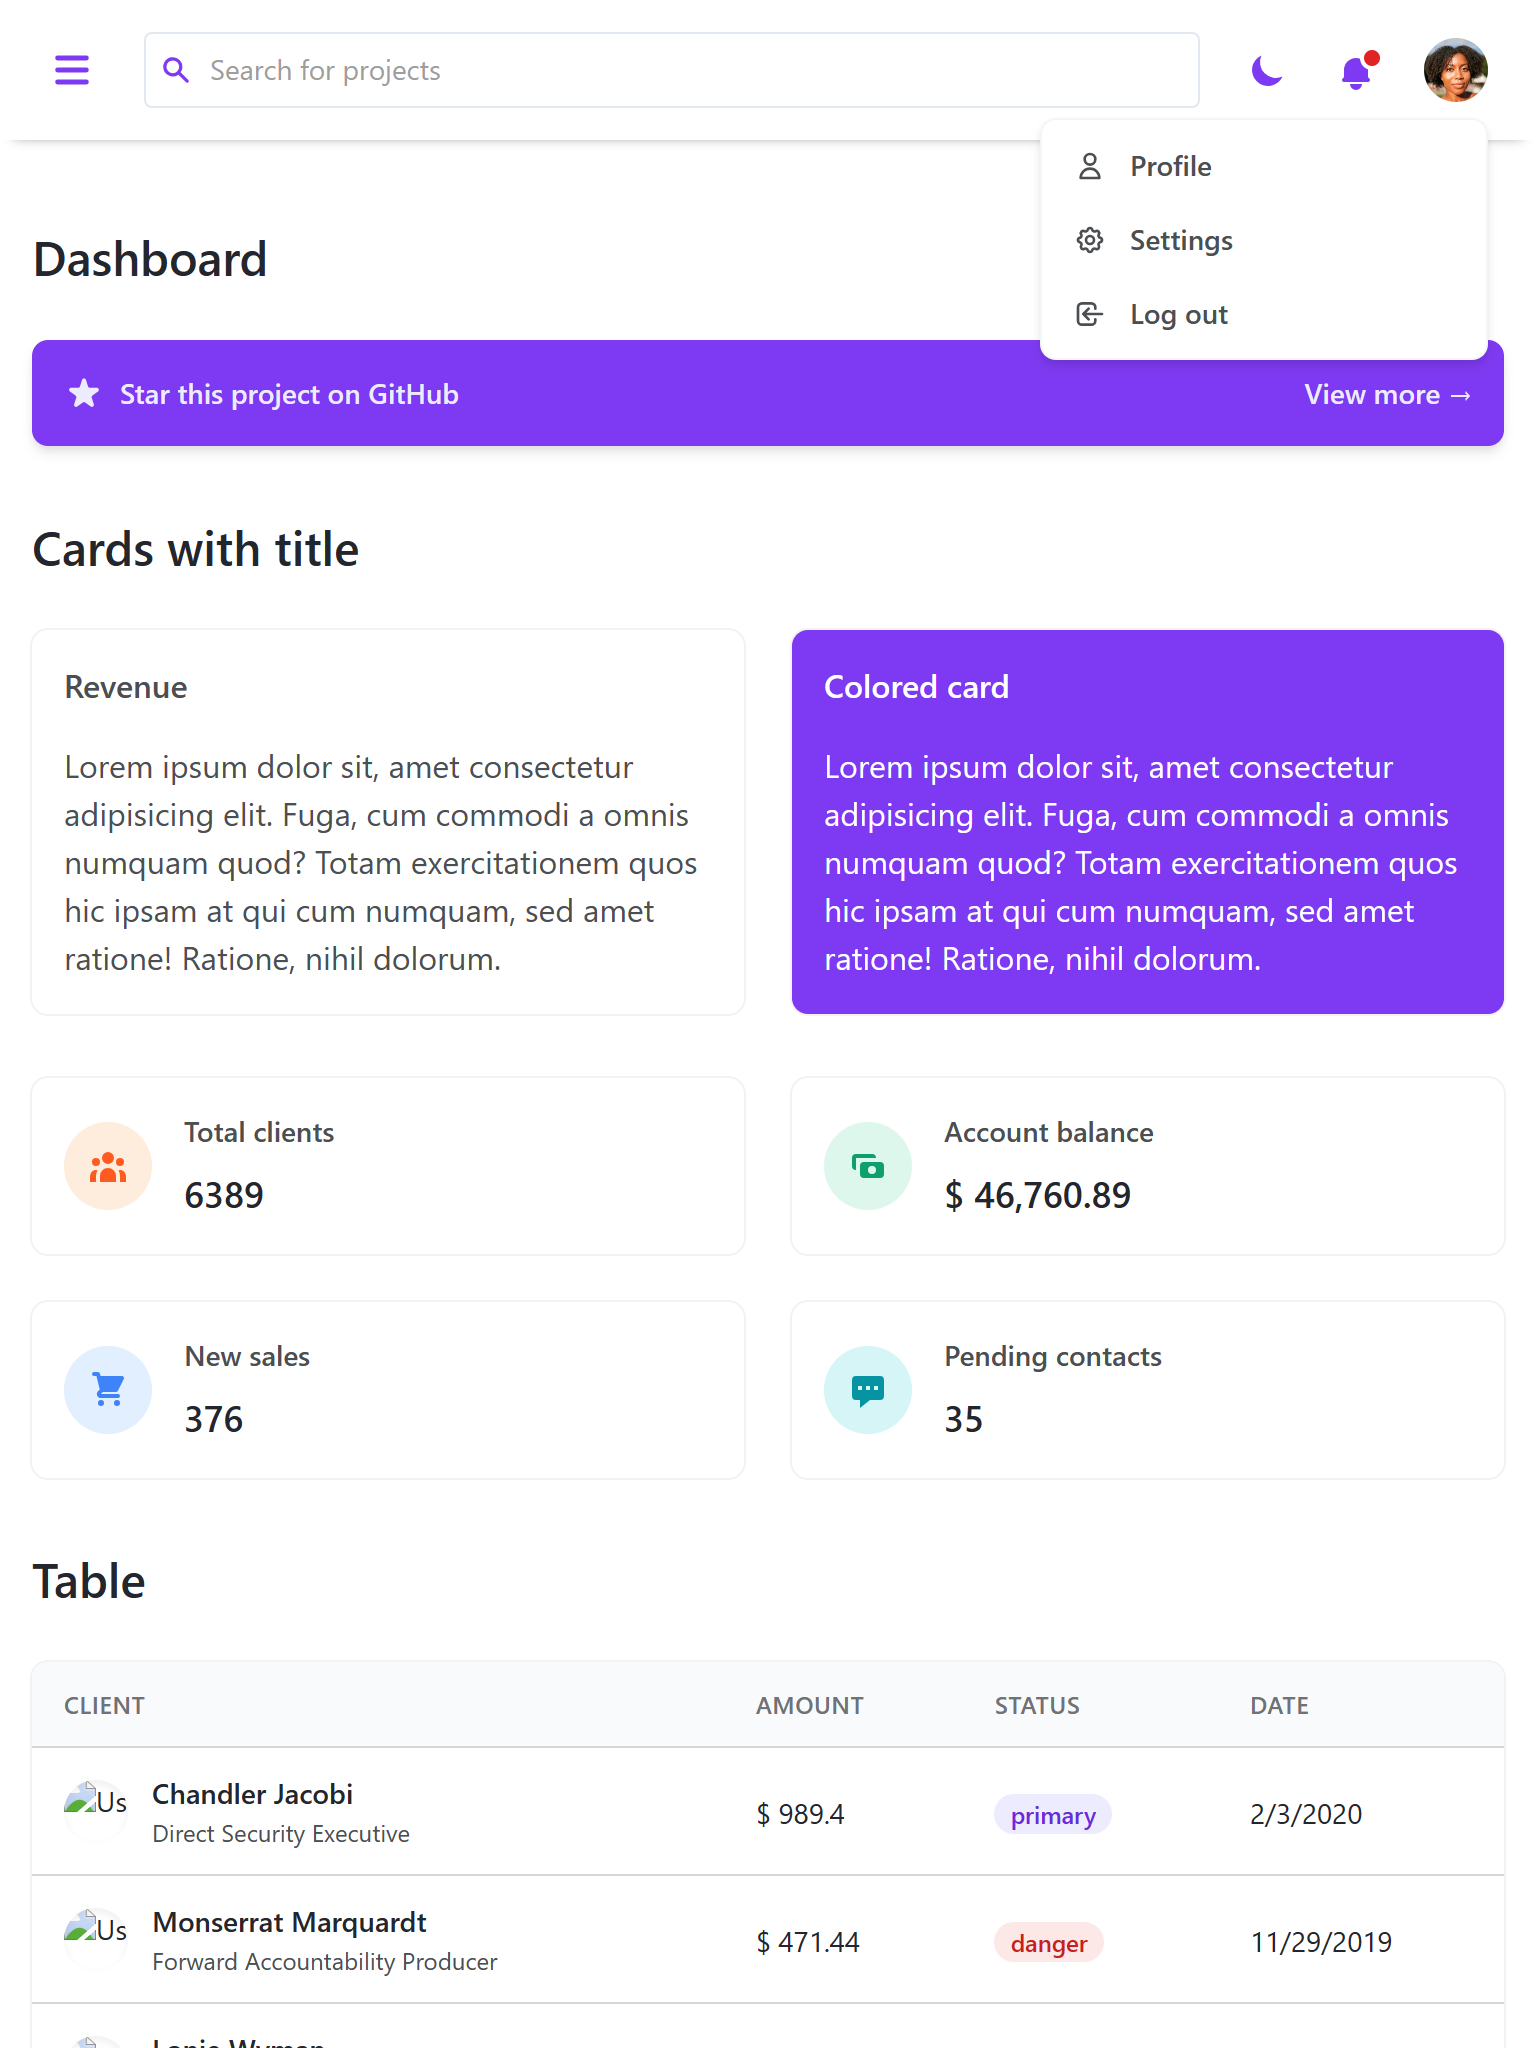 Search for projects
Profile
Settings
Log out
Dashboard
Star this project on GitHub
View more →
Cards with title
Revenue
Lorem ipsum dolor sit, amet consectetur
adipisicing elit. Fuga, cum commodi a omnis
numquam quod? Totam exercitationem quos
hic ipsam at qui cum numquam, sed amet
ratione! Ratione, nihil dolorum.
Colored card
Lorem ipsum dolor sit, amet consectetur
adipisicing elit. Fuga, cum commodi a omnis
numquam quod? Totam exercitationem quos
hic ipsam at qui cum numquam, sed amet
ratione! Ratione, nihil dolorum.
Total clients
6389
Account balance
$ 46,760.89
New sales
376
Pending contacts
35
Table
CLIENT AMOUNT STATUS DATE
Us
Chandler Jacobi
Direct Security Executive
$ 989.4
primary
2/3/2020
Us
Monserrat Marquardt
Forward Accountability Producer
$ 471.44
danger
11/29/2019